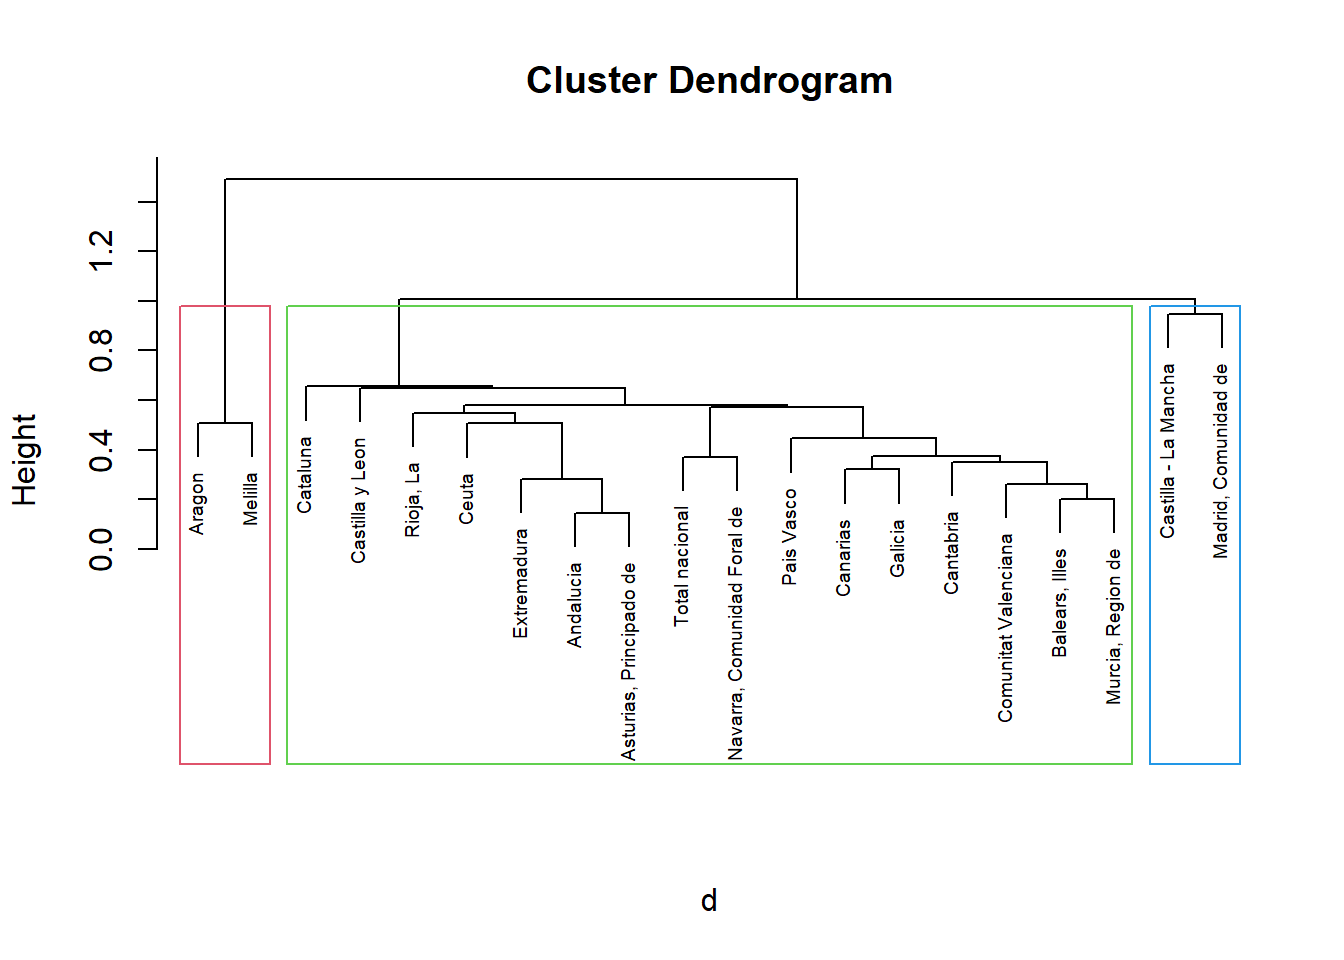 Cluster Dendrogram
Height
1.2
0.8
0.4
0.0
Aragon
Melilla
Cataluna
Castilla y Leon
Rioja, La
Ceuta
Extremadura
Andalucia
Asturias, Principado de
Total nacional
Navarra, Comunidad Foral de
Pais Vasco
Canarias
Galicia
Cantabria
Comunitat Valenciana
Balears, Illes
Murcia, Region de
Castilla - La Mancha
Madrid, Comunidad de
d